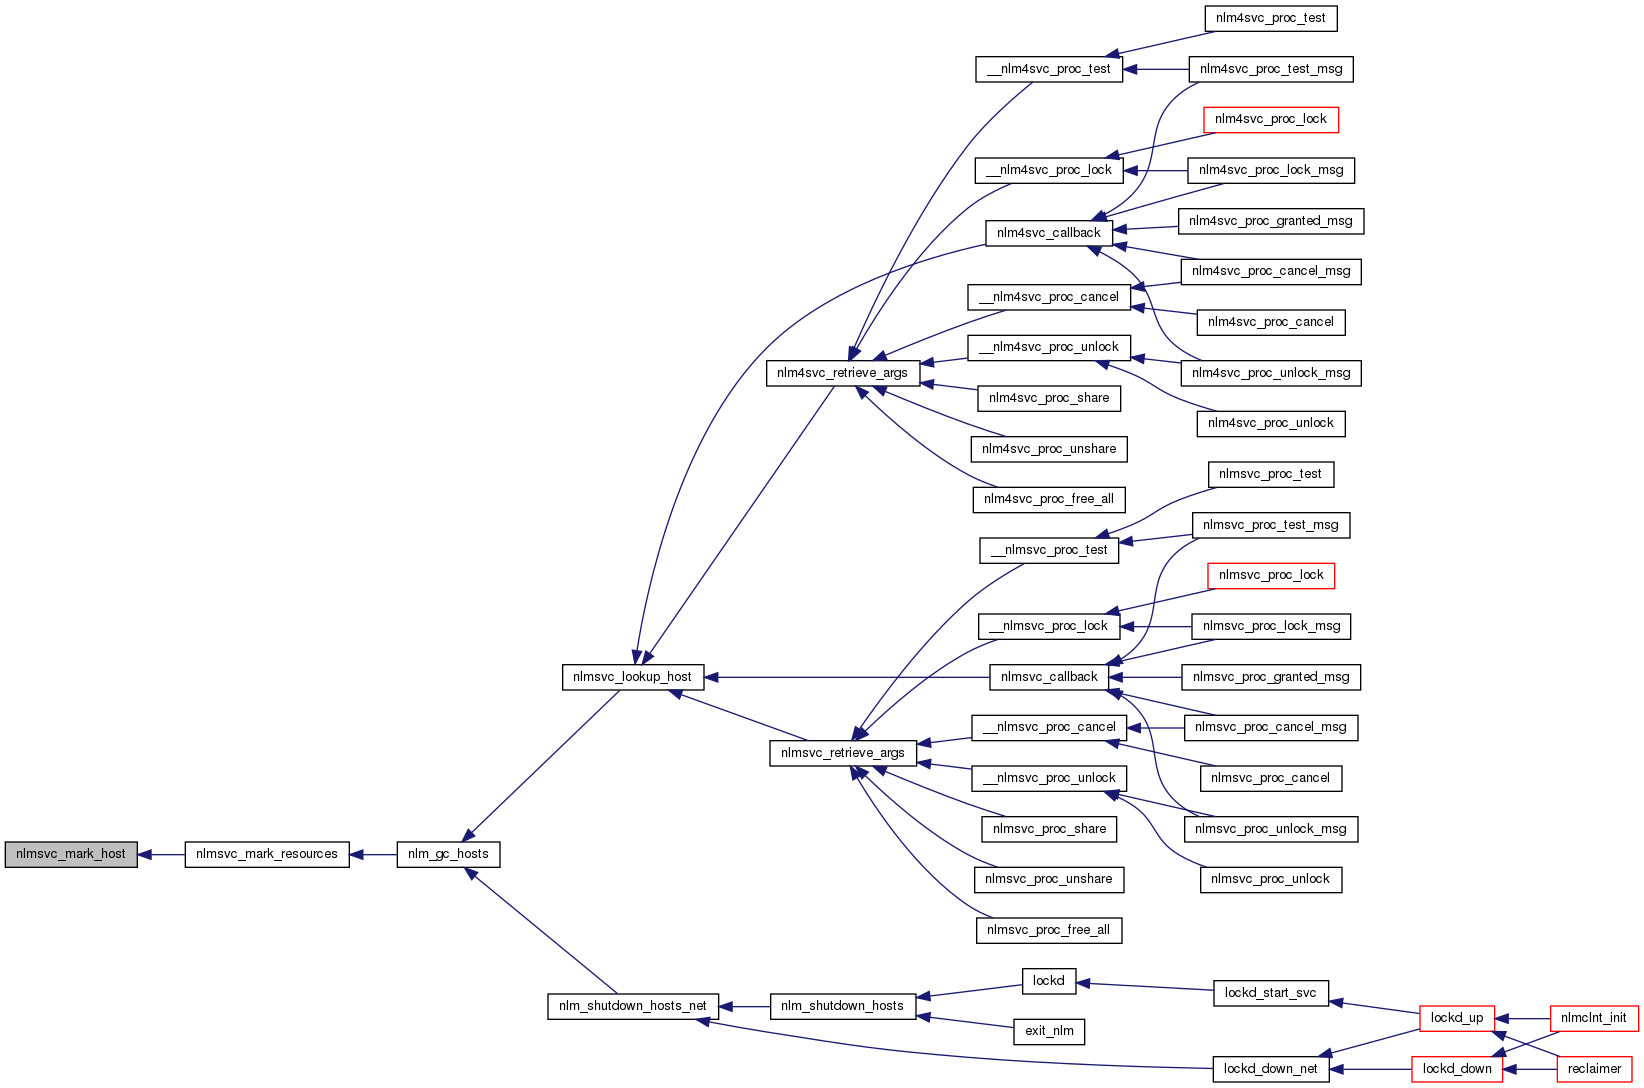 nlm4svc_proc_test
__nlm4svc_proc_test
nlm4svc_proc_test_msg
nlm4svc_proc_lock
__nlm4svc_proc_lock
nlm4svc_proc_lock_msg
nlm4svc_callback
nlm4svc_proc_granted_msg
nlm4svc_proc_cancel_msg
__nlm4svc_proc_cancel
nlm4svc_proc_cancel
__nlm4svc_proc_unlock
nlm4svc_retrieve_args
nlm4svc_proc_unlock_msg
nlm4svc_proc_share
nlm4svc_proc_unlock
nlm4svc_proc_unshare
nlmsvc_proc_test
nlm4svc_proc_free_all
nlmsvc_proc_test_msg
__nlmsvc_proc_test
nlmsvc_proc_lock
__nlmsvc_proc_lock
nlmsvc_proc_lock_msg
nlmsvc_lookup_host
nlmsvc_callback
nlmsvc_proc_granted_msg
__nlmsvc_proc_cancel
nlmsvc_proc_cancel_msg
nlmsvc_retrieve_args
__nlmsvc_proc_unlock
nlmsvc_proc_cancel
nlmsvc_proc_share
nlmsvc_proc_unlock_msg
nlmsvc_mark_host
nlmsvc_mark_resources
nlm_gc_hosts
nlmsvc_proc_unshare
nlmsvc_proc_unlock
nlmsvc_proc_free_all
lockd
lockd_start_svc
nlm_shutdown_hosts_net
nlm_shutdown_hosts
lockd_up
nlmclnt_init
exit_nlm
lockd_down_net
lockd_down
reclaimer